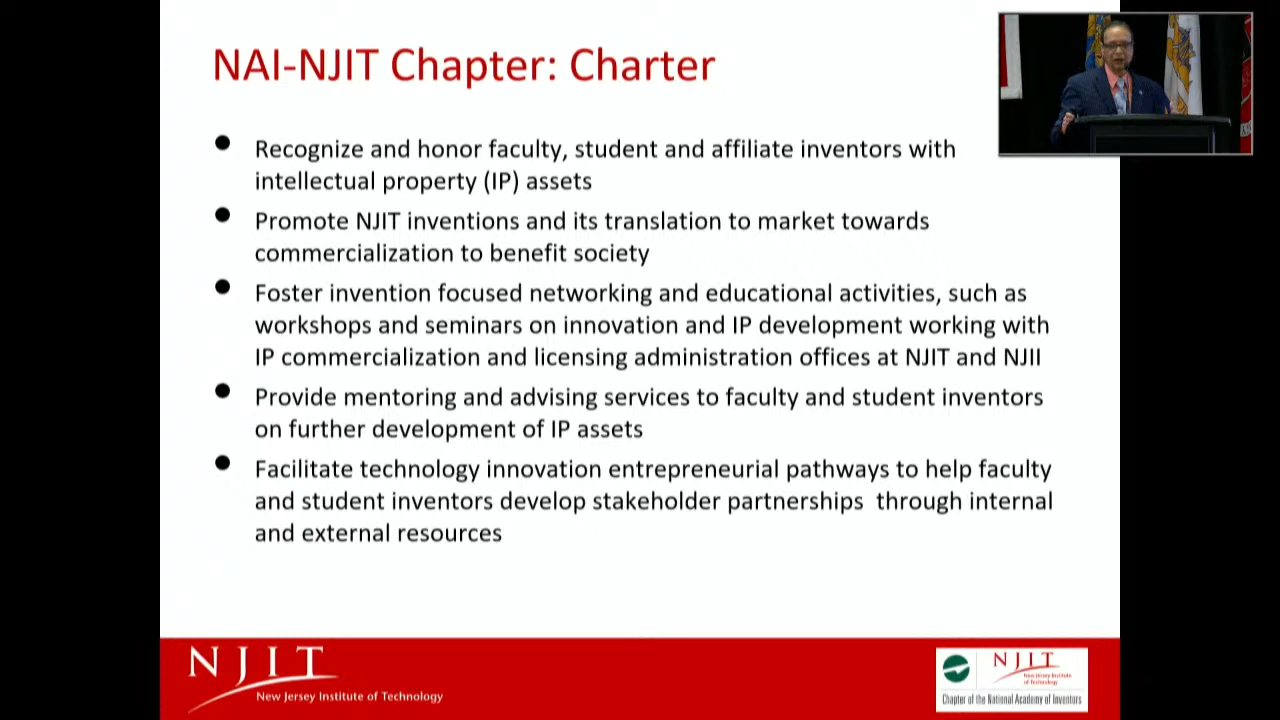 NAI-NJIT Chapter: Charter
Recognize and honor faculty, student and affiliate inventors with
intellectual property (IP) assets
Promote NJIT inventions and its translation to market towards
commercialization to benefit society
Foster invention focused networking and educational activities, such as
workshops and seminars on innovation and IP development working with
IP commercialization and licensing administration offices at NJIT and NJII
Provide mentoring and advising services to faculty and student inventors
on further development of IP assets
Facilitate technology innovation entrepreneurial pathways to help faculty
and student inventors develop stakeholder partnerships  through internal
and external resources
NJIT
New Jersey Institute of Technology
NJIT
New Jersey Institute
of Technology
Chapter of the National Academy of Inventors